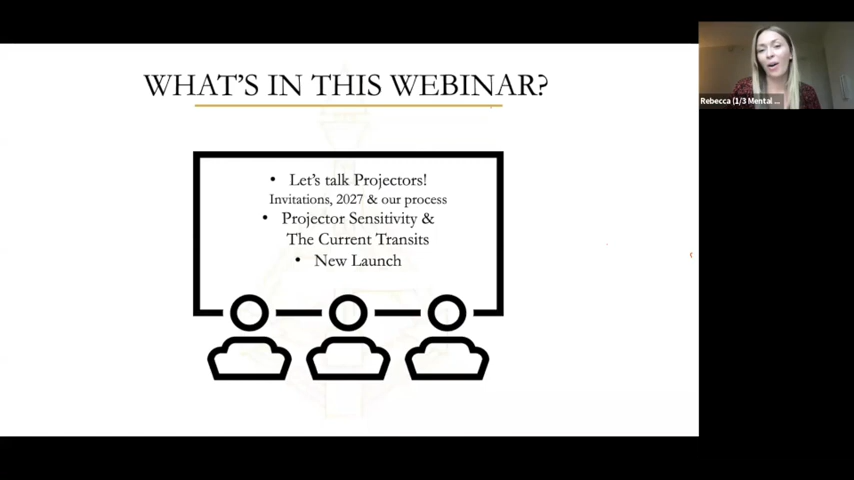 WHAT'S IN THIS WEBINAR?
• Let's talk Projectors!
Invitations, 2027 & our process
• Projector Sensitivity &
The Current Transits
• New Launch
Rebecca (1/3 Mental ...